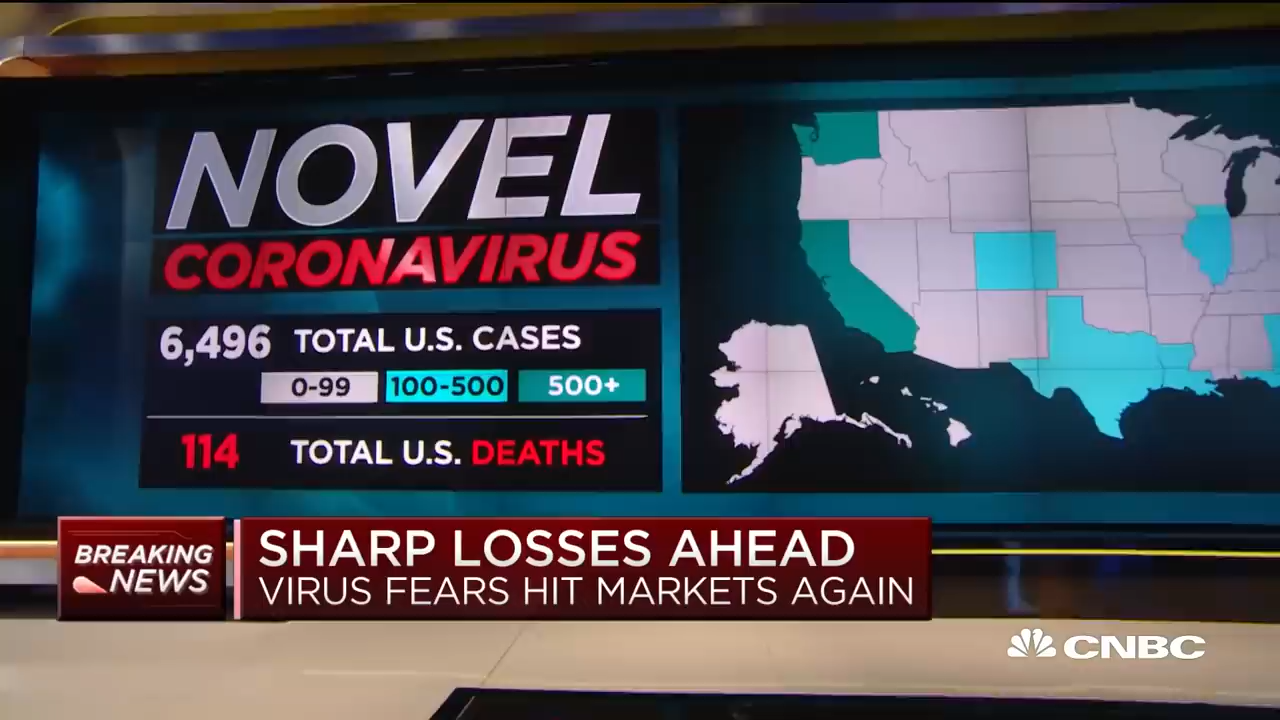 NOVEL
CORONAVIRUS
6,496 TOTAL U.S. CASES
0-99 100-500 500+
114 TOTAL U.S. DEATHS
BREAKING
NEWS
SHARP LOSSES AHEAD
VIRUS FEARS HIT MARKETS AGAIN
CNBC